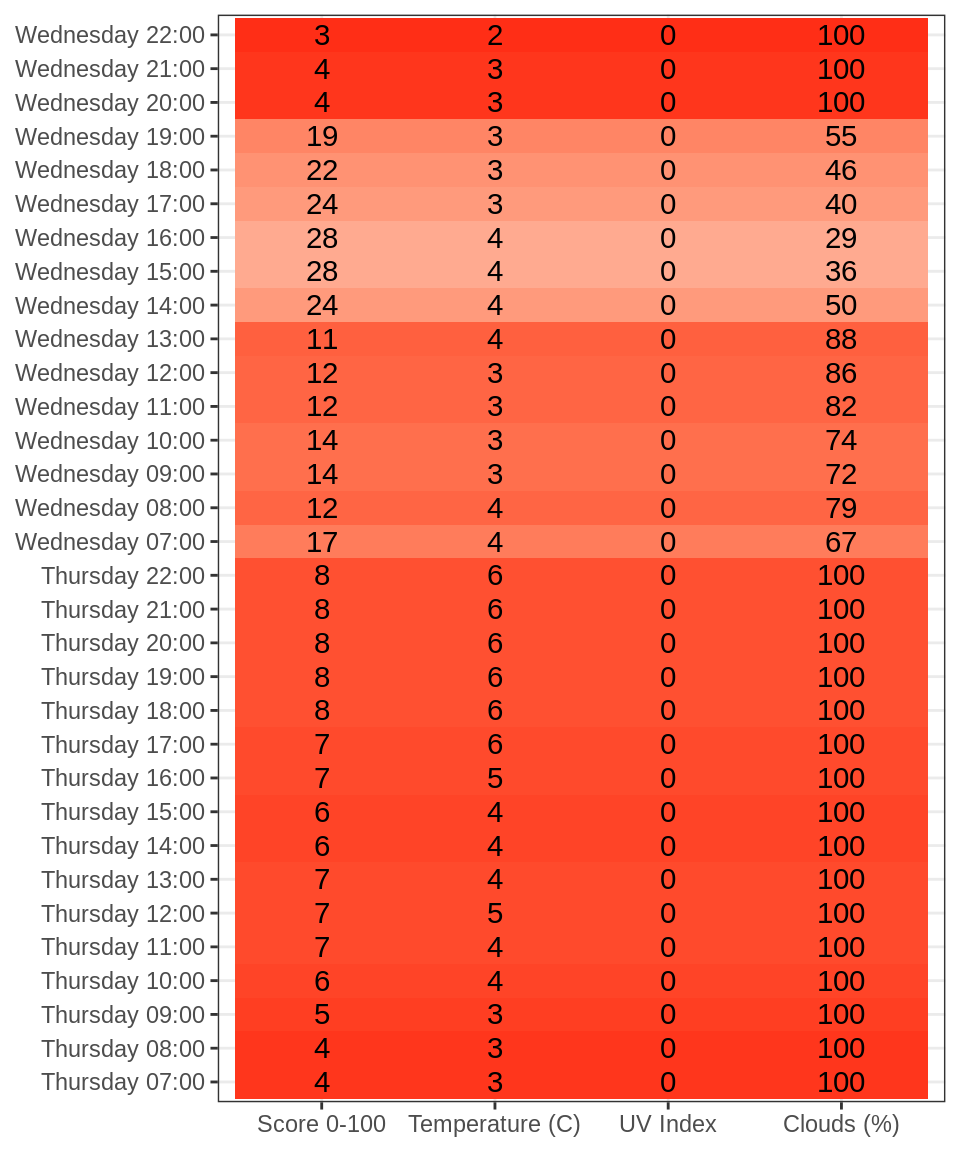 Wednesday 22:00 3 2 0 100
Wednesday 21:00 4 3 0 100
Wednesday 20:00 4 3 0 100
Wednesday 19:00 19 3 0 55
Wednesday 18:00 22 3 0 46
Wednesday 17:00 24 3 0 40
Wednesday 16:00 28 4 0 29
Wednesday 15:00 28 4 0 36
Wednesday 14:00 24 4 0 50
Wednesday 13:00 11 4 0 88
Wednesday 12:00 12 3 0 86
Wednesday 11:00 12 3 0 82
Wednesday 10:00 14 3 0 74
Wednesday 09:00 14 3 0 72
Wednesday 08:00 12 4 0 79
Wednesday 07:00 17 4 0 67
Thursday 22:00 8 6 0 100
Thursday 21:00 8 6 0 100
Thursday 20:00 8 6 0 100
Thursday 19:00 8 6 0 100
Thursday 18:00 8 6 0 100
Thursday 17:00 7 6 0 100
Thursday 16:00 7 5 0 100
Thursday 15:00 6 4 0 100
Thursday 14:00 6 4 0 100
Thursday 13:00 7 4 0 100
Thursday 12:00 7 5 0 100
Thursday 11:00 7 4 0 100
Thursday 10:00 6 4 0 100
Thursday 09:00 5 3 0 100
Thursday 08:00 4 3 0 100
Thursday 07:00 4 3 0 100
Score 0-100 Temperature (C) UV Index Clouds (%)